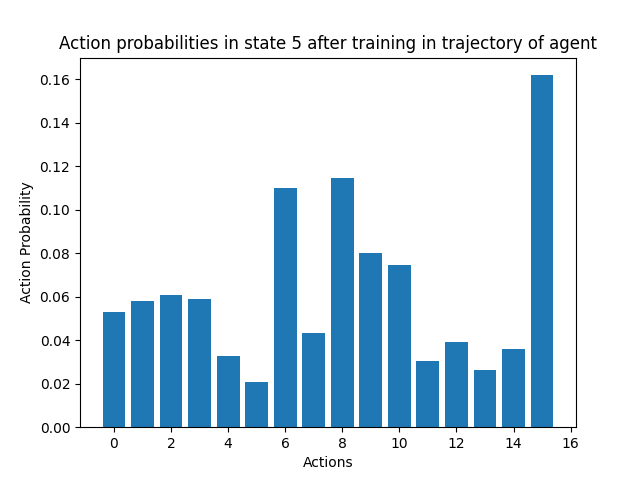 Action probabilities in state 5 after training in trajectory of agent
0.16
0.14
0.12
0.10
0.08
0.06
0.04
0.02
0.00
Action Probability
0 2 4 6 8 10 12 14 16
Actions